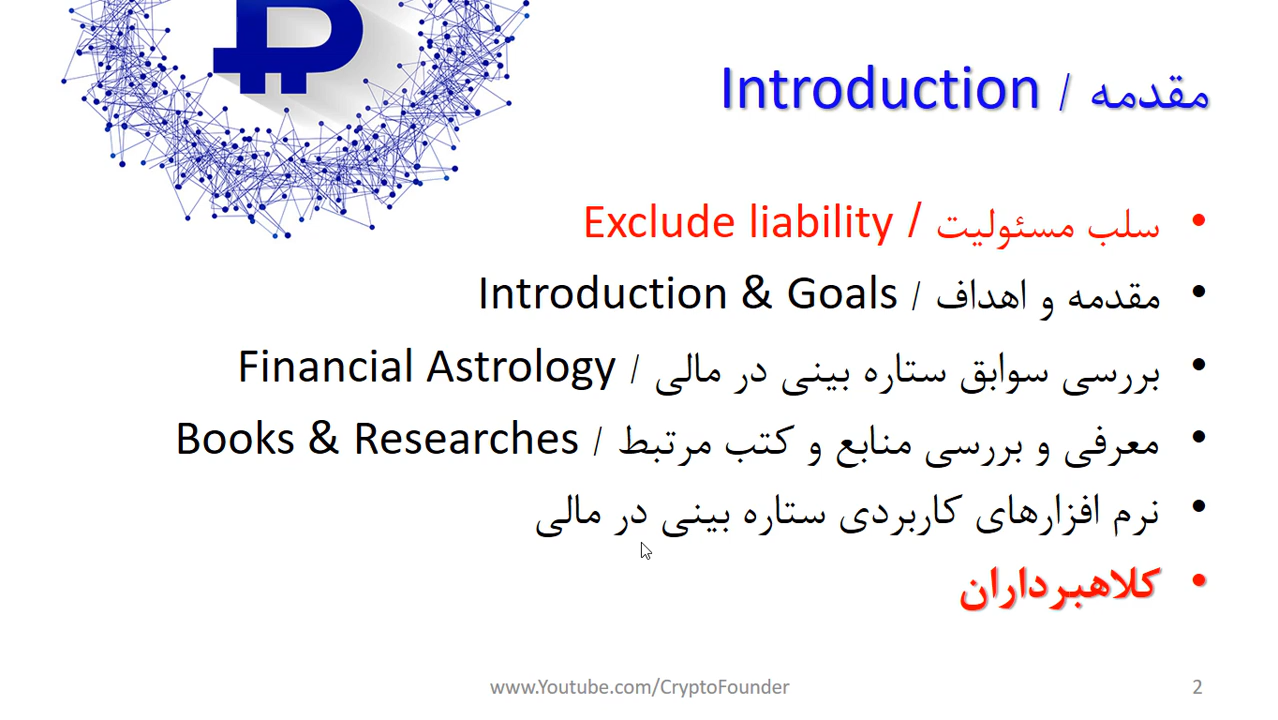 مقدمه / Introduction
• سلب مسئولیت / Exclude liability
• مقدمه و اهداف / Introduction & Goals
• بررسی سوابق ستاره بینی در مالی / Financial Astrology
• معرفی و بررسی منابع و کتب مرتبط / Books & Researches
• نرم افزارهای کاربردی ستاره بینی در مالی
• کلاهبرداران
www.Youtube.com/CryptoFounder
2